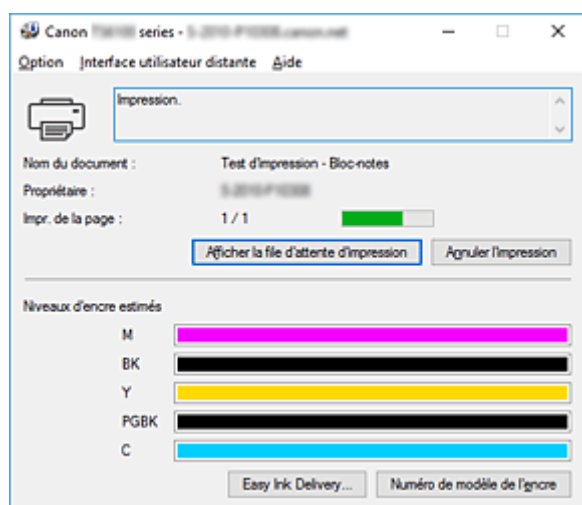 Canon series -
Option Interface utilisateur distante Aide
Impression.
Nom du document : Test d'impression - Bloc-notes
Propriétaire :
Impr. de la page : 1 / 1
Afficher la file d'attente d'impression Annuler l'impression
Niveaux d'encre estimés
M
BK
Y
PGBK
C
Easy Ink Delivery... Numéro de modèle de l'encre